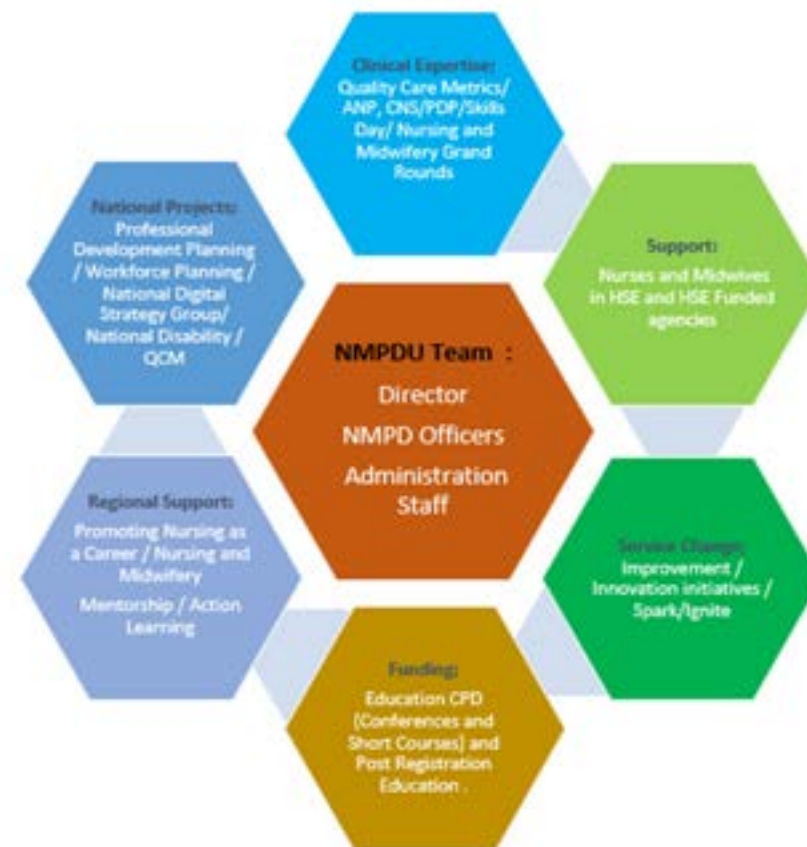 Clinical Expertise:
Quality Care Metrics/
ANP, CNS/PDP/Skills
Day/ Nursing and
Midwifery Grand
Rounds
Support:
Nurses and Midwives
in HSE and HSE Funded
agencies
Service Change:
Improvement /
Innovation initiatives /
Spark/Ignite
Funding:
Education CPD
(Conferences and
Short Courses) and
Post Registration
Education .
Regional Support:
Promoting Nursing as
a Career / Nursing and
Midwifery
Mentorship / Action
Learning
National Projects:
Professional
Development Planning
/ Workforce Planning /
National Digital
Strategy Group/
National Disability /
QCM
NMPDU Team :
Director
NMPD Officers
Administration
Staff